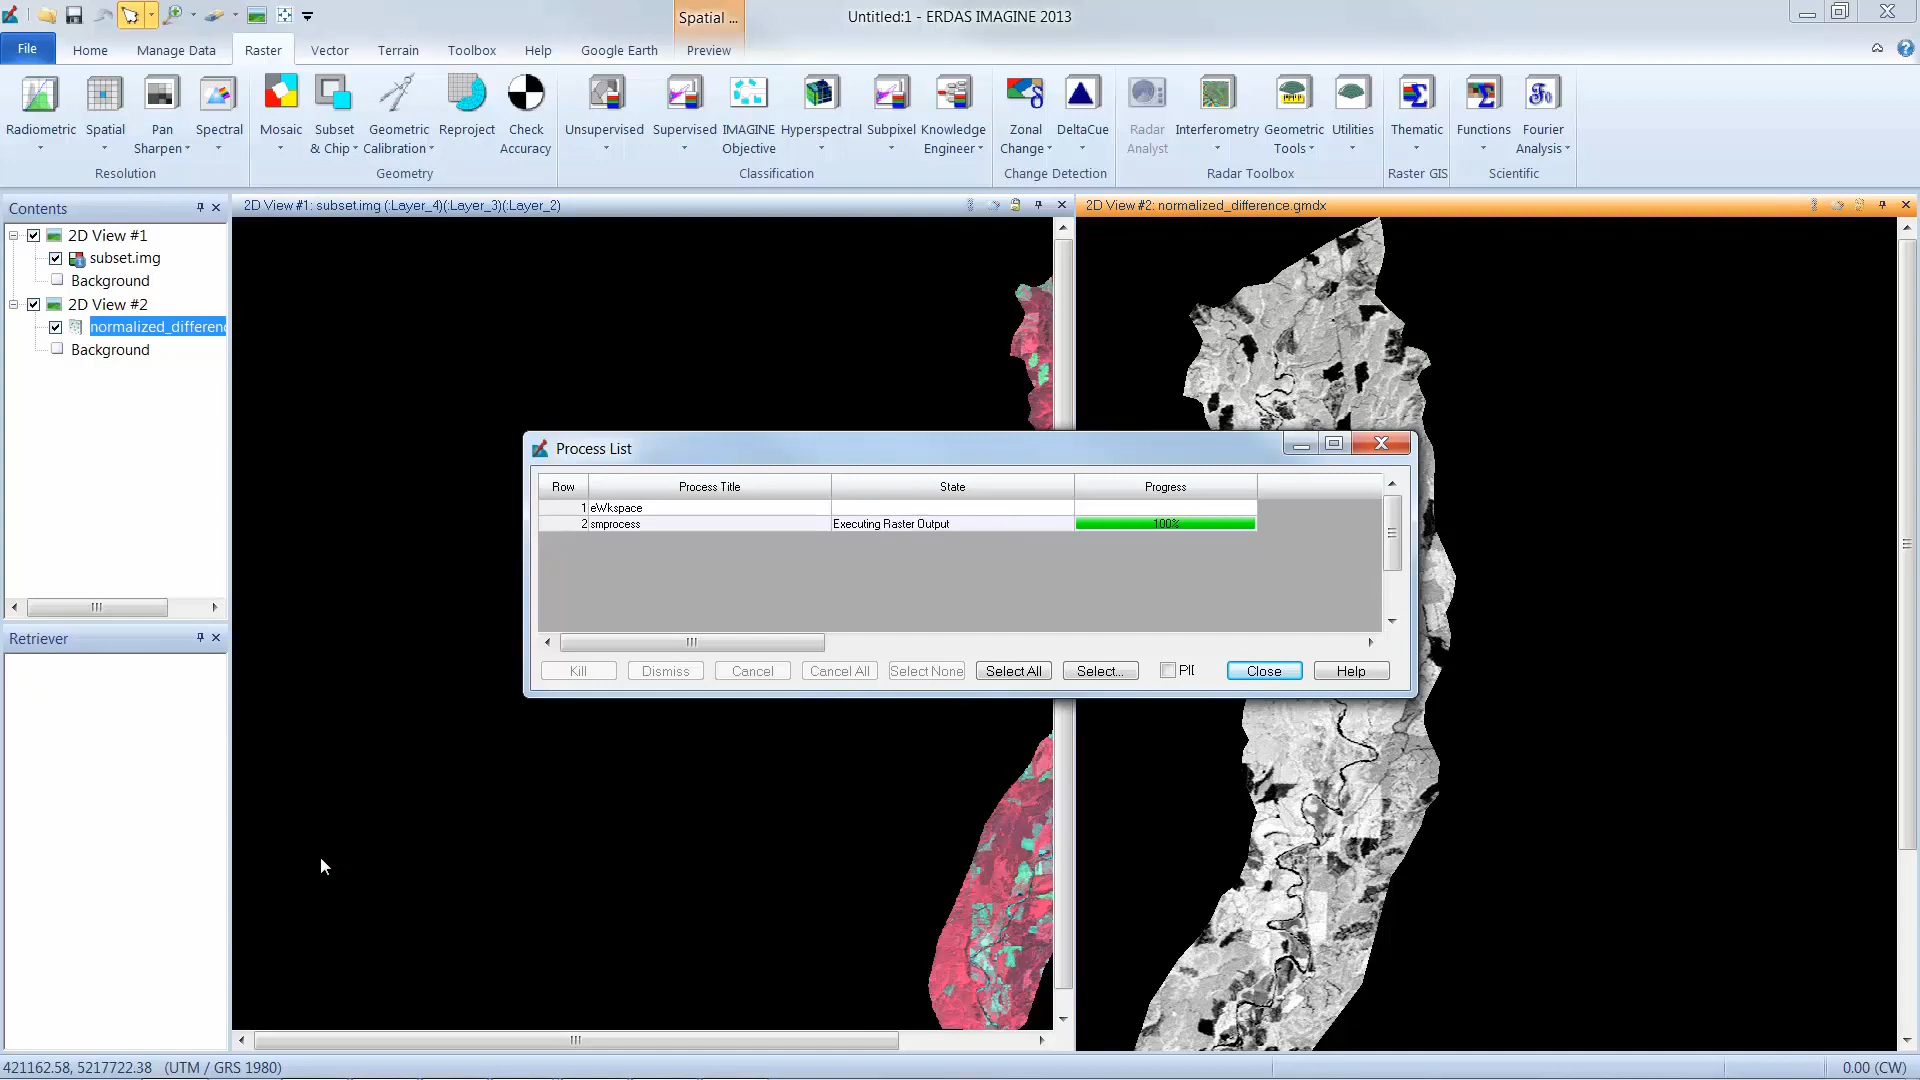 Untitled:1 - ERDAS IMAGINE 2013
Spatial ...
File
Home
Manage Data
Raster
Vector
Terrain
Toolbox
Help
Google Earth
Preview
Radiometric
Spatial
Pan
Sharpen
Spectral
Mosaic
Subset
& Chip
Geometric
Calibration
Reproject
Check
Accuracy
Unsupervised
Supervised
IMAGINE
Objective
Hyperspectral
Subpixel
Knowledge
Engineer
Zonal
Change
DeltaCue
Radar
Analyst
Interferometry
Geometric
Tools
Utilities
Thematic
Functions
Fourier
Analysis
Resolution
Geometry
Classification
Change Detection
Radar Toolbox
Raster GIS
Scientific
Contents
2D View #1
subset.img
Background
2D View #2
normalized_differen
Background
Retriever
2D View #1: subset.img (:Layer_4)(:Layer_3)(:Layer_2)
2D View #2: normalized_difference.gmdx
Process List
Row Process Title State Progress
1 eWkspace
2 smprocess Executing Raster Output 100%
Kill
Dismiss
Cancel
Cancel All
Select None
Select All
Select...
Close
Help
421162.58, 5217722.38 (UTM / GRS 1980)
0.00 (CW)